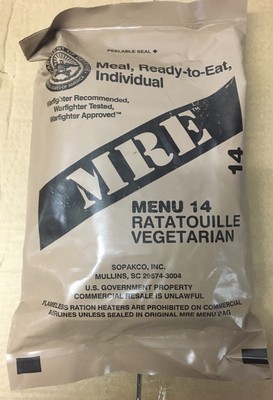 PEELABLE SEAL
Meal, Ready-to-Eat,
Individual
Warfighter Recommended,
Warfighter Tested,
Warfighter Approved™
MRE™
14
MENU 14
RATATOUILLE
VEGETARIAN
SOPAKCO, INC.
MULLINS, SC 29574-3004
U.S. GOVERNMENT PROPERTY
COMMERCIAL RESALE IS UNLAWFUL
FLAMELESS RATION HEATERS ARE PROHIBITED ON COMMERCIAL
AIRLINES UNLESS SEALED IN ORIGINAL MRE MENU BAG